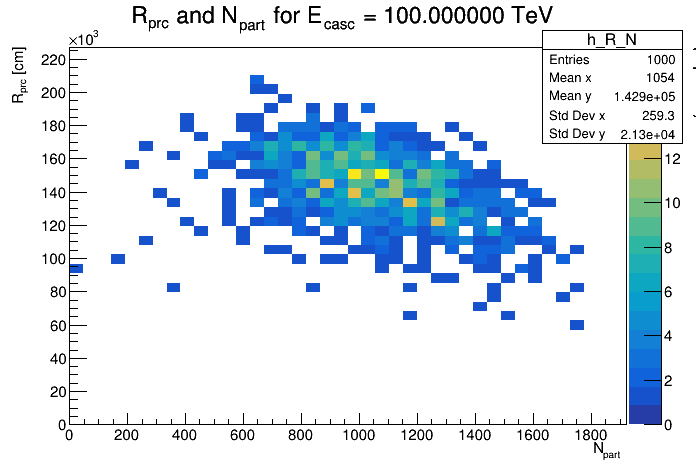 R_prc and N_part for E_casc = 100.000000 TeV
×10³
R_prc [cm]
h_R_N
Entries 1000
Mean x 1054
Mean y 1.429e+05
Std Dev x 259.3
Std Dev y 2.13e+04
220
200
180
160
140
120
100
80
60
40
20
0
12
10
8
6
4
2
0
0 200 400 600 800 1000 1200 1400 1600 1800
N_part